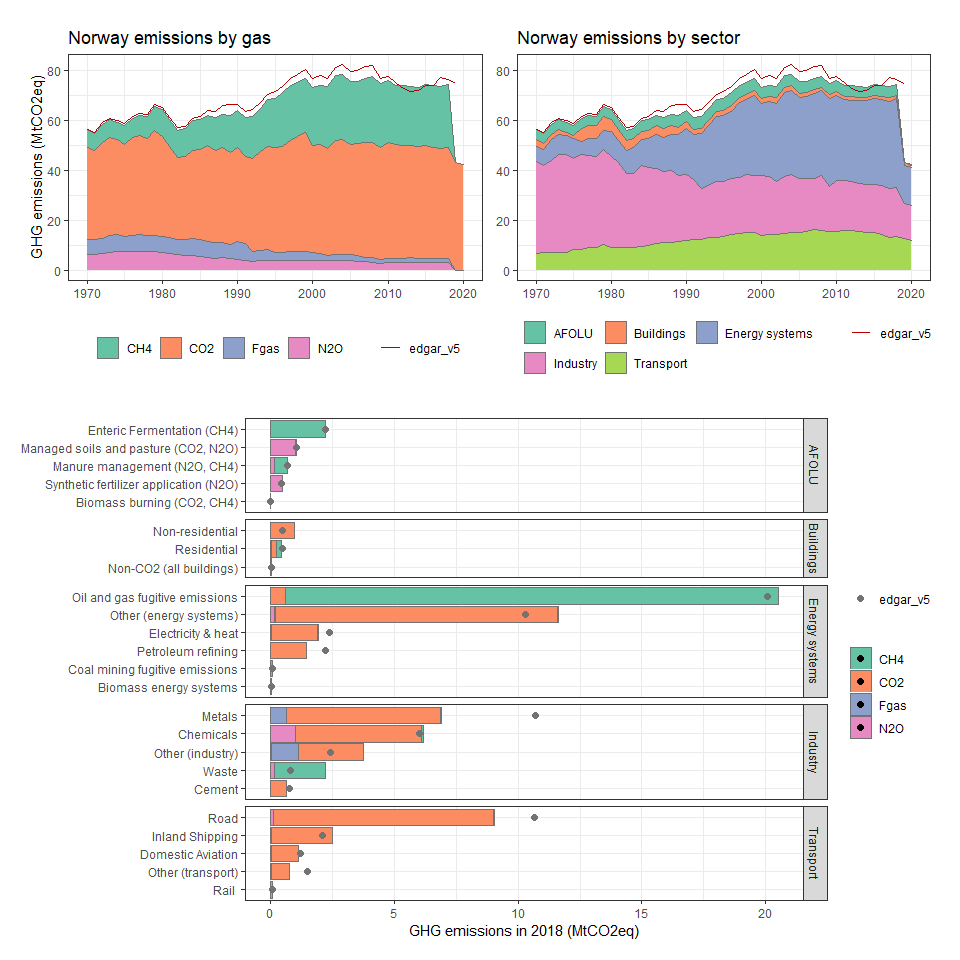 Norway emissions by gas
Norway emissions by sector
GHG emissions (MtCO2eq)
80
60
40
20
0
1970
1980
1990
2000
2010
2020
80
60
40
20
0
1970
1980
1990
2000
2010
2020
CH4
CO2
Fgas
N2O
edgar_v5
AFOLU
Buildings
Energy systems
edgar_v5
Industry
Transport
Enteric Fermentation (CH4)
Managed soils and pasture (CO2, N2O)
Manure management (N2O, CH4)
Synthetic fertilizer application (N2O)
Biomass burning (CO2, CH4)
AFOLU
Non-residential
Residential
Non-CO2 (all buildings)
Buildings
Oil and gas fugitive emissions
Other (energy systems)
Electricity & heat
Petroleum refining
Coal mining fugitive emissions
Biomass energy systems
Energy systems
Metals
Chemicals
Other (industry)
Waste
Cement
Industry
Road
Inland Shipping
Domestic Aviation
Other (transport)
Rail
Transport
0
5
10
15
20
GHG emissions in 2018 (MtCO2eq)
edgar_v5
CH4
CO2
Fgas
N2O